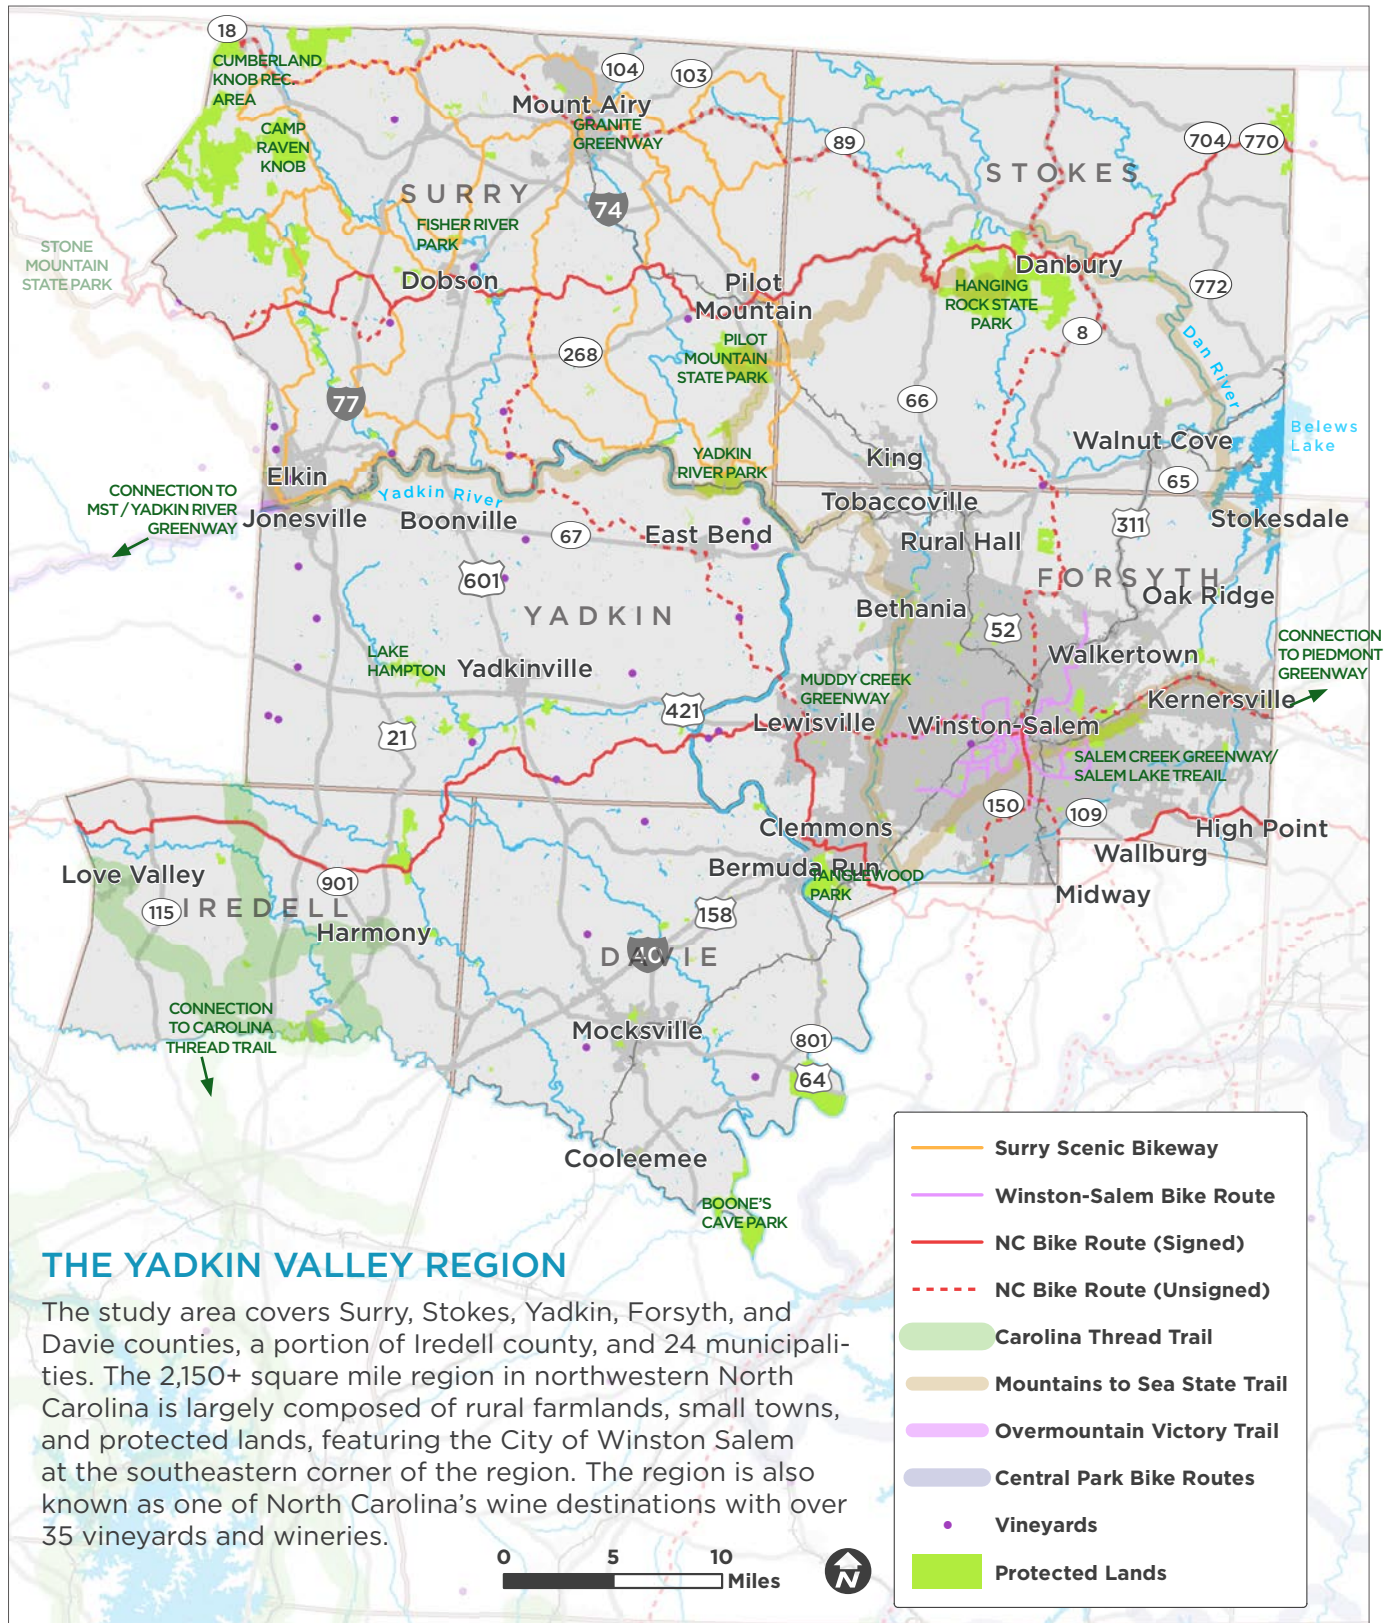 18
CUMBERLAND
KNOB REC.
AREA
104
103
Mount Airy
GRANITE
GREENWAY
CAMP
RAVEN
KNOB
89
704
770
STOKES
SURRY
74
FISHER RIVER
PARK
STONE
MOUNTAIN
STATE PARK
Dobson
Pilot
Mountain
Danbury
HANGING
ROCK STATE
PARK
772
8
Dan River
268
PILOT
MOUNTAIN
STATE PARK
77
66
Belews
Lake
Walnut Cove
King
YADKIN
RIVER PARK
Elkin
65
CONNECTION TO
MST / YADKIN RIVER
GREENWAY
Yadkin River
Tobaccoville
Jonesville
Boonville
67
East Bend
Rural Hall
311
Stokesdale
601
FORSYTH
Oak Ridge
YADKIN
Bethania
52
CONNECTION
TO PIEDMONT
GREENWAY
LAKE
HAMPTON
Yadkinville
Walkertown
MUDDY CREEK
GREENWAY
Kernersville
421
Lewisville
Winston-Salem
21
SALEM CREEK GREENWAY/
SALEM LAKE TREAIL
150
109
Clemmons
High Point
Wallburg
Bermuda Run
TANGLEWOOD
PARK
Midway
Love Valley
901
115
IREDELL
Harmony
158
DAVIE
40
CONNECTION
TO CAROLINA
THREAD TRAIL
Mocksville
801
64
Cooleemee
BOONE'S
CAVE PARK
THE YADKIN VALLEY REGION
The study area covers Surry, Stokes, Yadkin, Forsyth, and
Davie counties, a portion of Iredell county, and 24 municipali-
ties. The 2,150+ square mile region in northwestern North
Carolina is largely composed of rural farmlands, small towns,
and protected lands, featuring the City of Winston Salem
at the southeastern corner of the region. The region is also
known as one of North Carolina's wine destinations with over
35 vineyards and wineries.
0 5 10
Miles
N
Surry Scenic Bikeway
Winston-Salem Bike Route
NC Bike Route (Signed)
NC Bike Route (Unsigned)
Carolina Thread Trail
Mountains to Sea State Trail
Overmountain Victory Trail
Central Park Bike Routes
Vineyards
Protected Lands